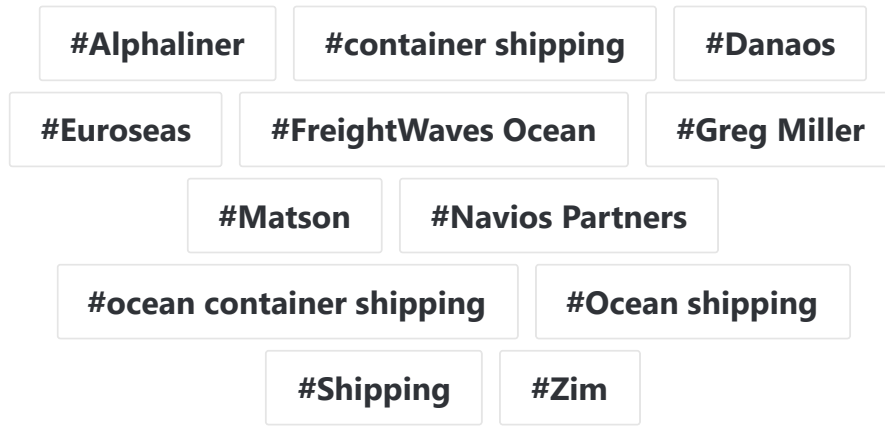 #Alphaliner #container shipping #Danaos
#Euroseas #FreightWaves Ocean #Greg Miller
#Matson #Navios Partners
#ocean container shipping #Ocean shipping
#Shipping #Zim